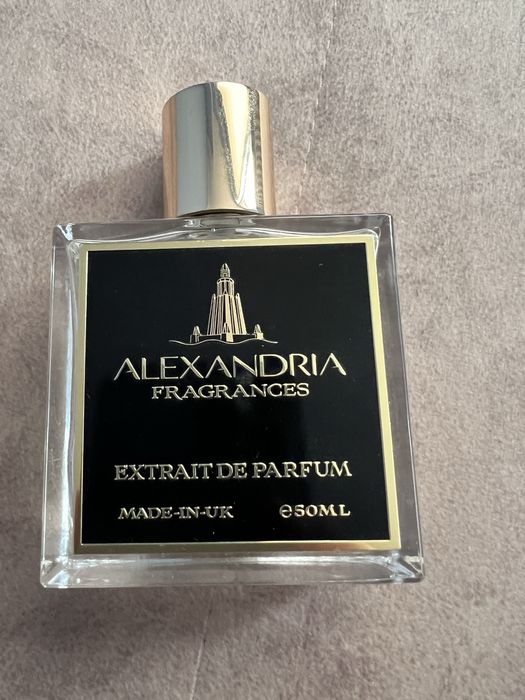 ALEXANDRIA
FRAGRANCES
EXTRAIT DE PARFUM
MADE-IN-UK ℮50ML